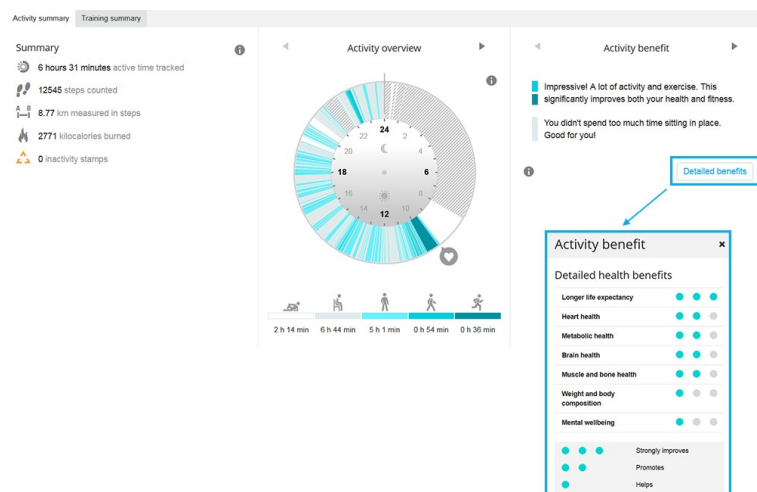 Activity summary
Training summary
Summary
6 hours 31 minutes active time tracked
12545 steps counted
A B
8.77 km measured in steps
2771 kilocalories burned
0 inactivity stamps
Activity overview
24
22
2
20
4
18
6
16
8
14
10
12
2 h 14 min
6 h 44 min
5 h 1 min
0 h 54 min
0 h 36 min
Activity benefit
Impressive! A lot of activity and exercise. This
significantly improves both your health and fitness.
You didn't spend too much time sitting in place.
Good for you!
Detailed benefits
Activity benefit
×
Detailed health benefits
Longer life expectancy
Heart health
Metabolic health
Brain health
Muscle and bone health
Weight and body
composition
Mental wellbeing
Strongly improves
Promotes
Helps